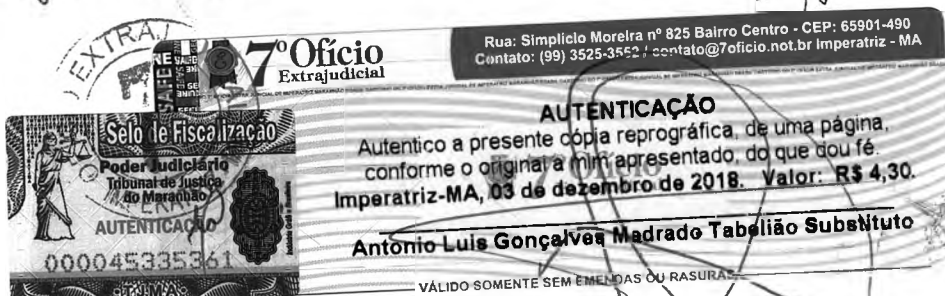 EXTRA
7º Ofício
Extrajudicial
Rua: Simplicio Moreira nº 825 Bairro Centro - CEP: 65901-490
Contato: (99) 3525-3552 / contato@7oficio.not.br Imperatriz - MA
Selo de Fiscalização
Poder Judiciário
Tribunal de Justiça
do Maranhão
AUTENTICAÇÃO
000045335361
TJMA
AUTENTICAÇÃO
Autentico a presente cópia reprográfica, de uma página,
conforme o original a mim apresentado, do que dou fé.
Imperatriz-MA, 03 de dezembro de 2018. Valor: R$ 4,30.
Antonio Luis Gonçalves Madrado Tabelião Substituto
VÁLIDO SOMENTE SEM EMENDAS OU RASURAS